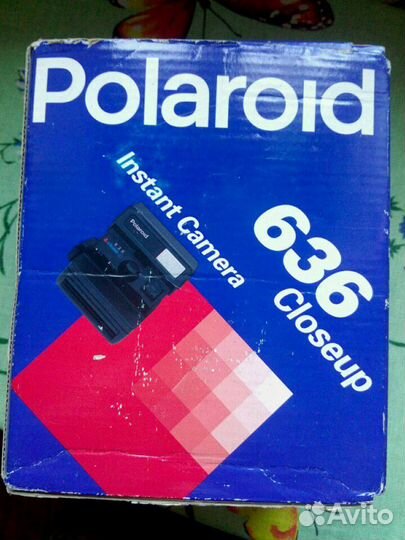 Polaroid
Instant Camera
Polaroid
636
Closeup
Avito